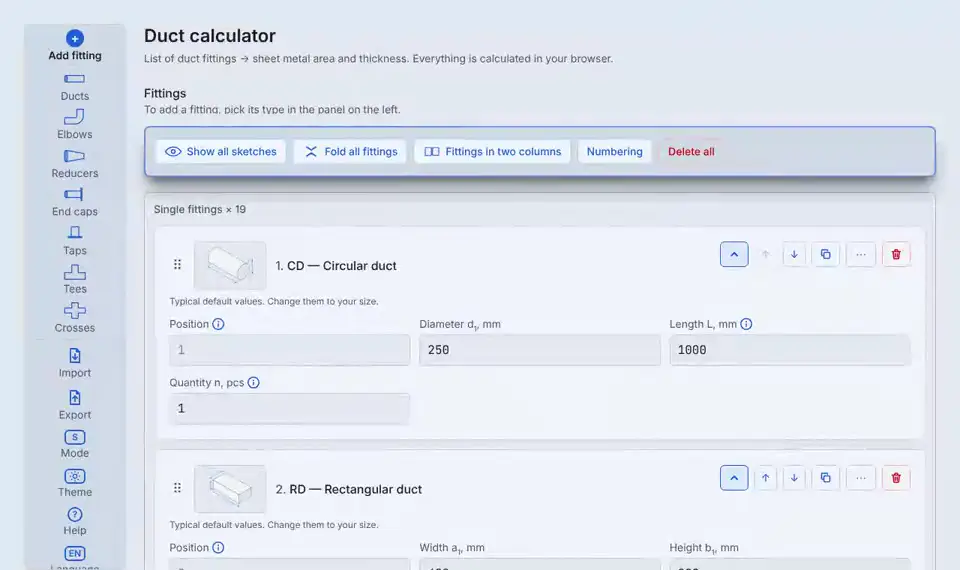 Add fitting
Ducts
Elbows
Reducers
End caps
Taps
Tees
Crosses
Import
Export
S
Mode
Theme
?
Help
EN
Language
Duct calculator
List of duct fittings → sheet metal area and thickness. Everything is calculated in your browser.
Fittings
To add a fitting, pick its type in the panel on the left.
Show all sketches
Fold all fittings
Fittings in two columns
Numbering
Delete all
Single fittings × 19
1. CD — Circular duct
Typical default values. Change them to your size.
Position
Diameter d₁, mm
Length L, mm
1
250
1000
Quantity n, pcs
1
2. RD — Rectangular duct
Typical default values. Change them to your size.
Position
Width a₁, mm
Height b₁, mm